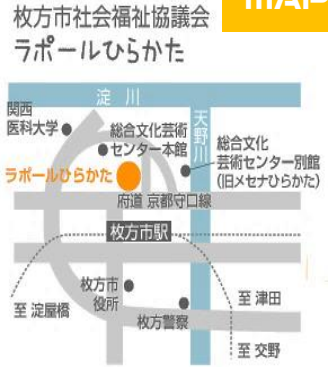 枚方市社会福祉協議会
MAP
ラポールひらかた
淀川
関西
医科大学
総合文化芸術
センター本館
天野川
総合文化
芸術センター別館
(旧メセナひらかた)
ラポールひらかた
府道 京都守口線
枚方市駅
枚方市
役所
至 淀屋橋
枚方警察
至 津田
至 交野